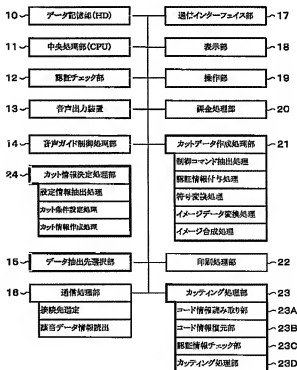 10 データ記憶部(HD)
11 中央処理部(CPU)
12 認証チェック部
13 音声出力装置
14 音声ガイド制御処理部
24 カット情報決定処理部
設定情報抽出処理
カット条件設定処理
カット情報作成処理
15 データ抽出先選択部
16 通信処理部
接続先選定
該当データ情報読出
通信インターフェイス部 17
表示部 18
操作部 19
課金処理部 20
カットデータ作成処理部 21
制御コマンド抽出処理
認証情報付与処理
符号変換処理
イメージデータ変換処理
イメージ合成処理
印刷処理部 22
カッティング処理部 23
コード情報読み取り部 23A
コード情報復元部 23B
認証情報チェック部 23C
カッティング処理部 23D